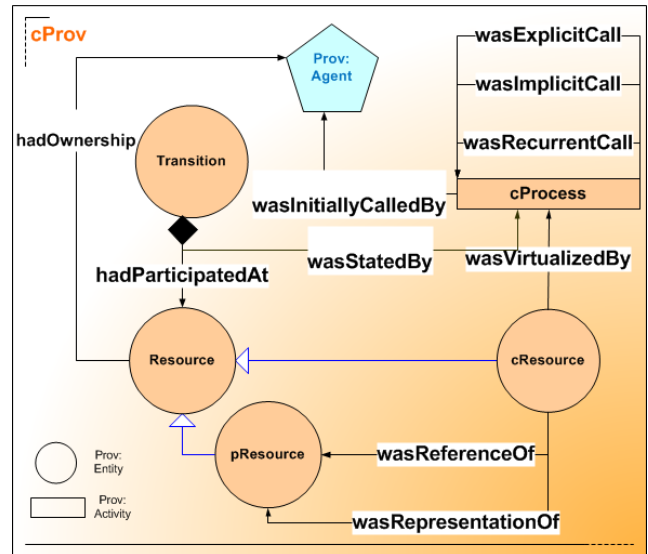 cProv
Prov:
Agent
wasExplicitCall
wasImplicitCall
wasRecurrentCall
hadOwnership
Transition
cProcess
wasInitiallyCalledBy
wasStatedBy
wasVirtualizedBy
hadParticipatedAt
Resource
cResource
pResource
wasReferenceOf
wasRepresentationOf
Prov:
Entity
Prov:
Activity